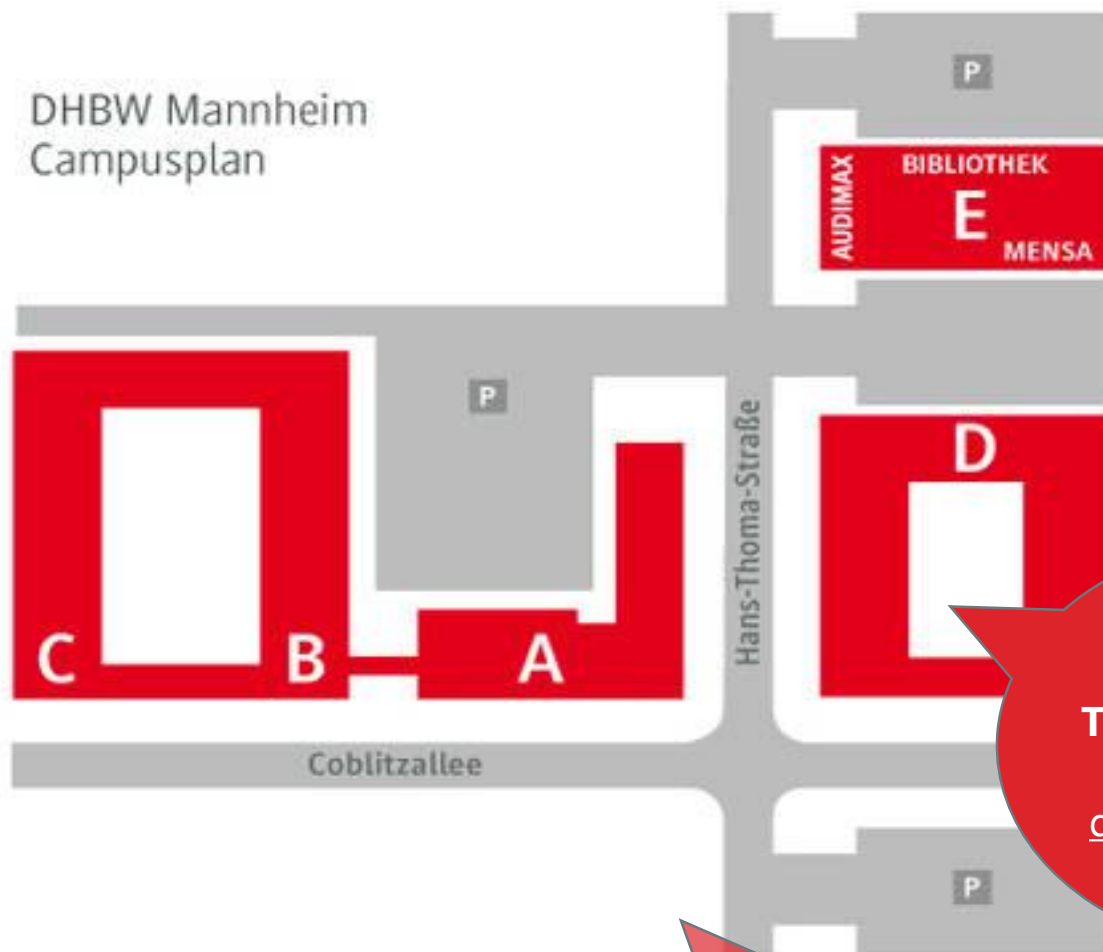 DHBW Mannheim
Campusplan
P
BIBLIOTHEK
AUDIMAX
E
MENSA
P
Hans-Thoma-Straße
D
C
B
A
Coblitzallee
P